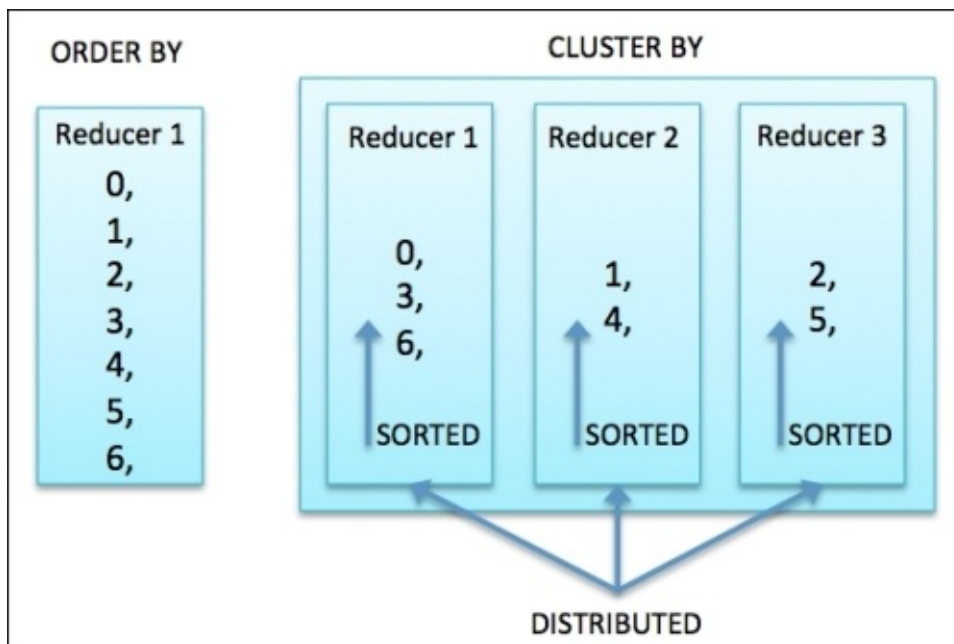 ORDER BY
Reducer 1
0,
1,
2,
3,
4,
5,
6,
CLUSTER BY
Reducer 1
0,
3,
6,
SORTED
Reducer 2
1,
4,
SORTED
Reducer 3
2,
5,
SORTED
DISTRIBUTED